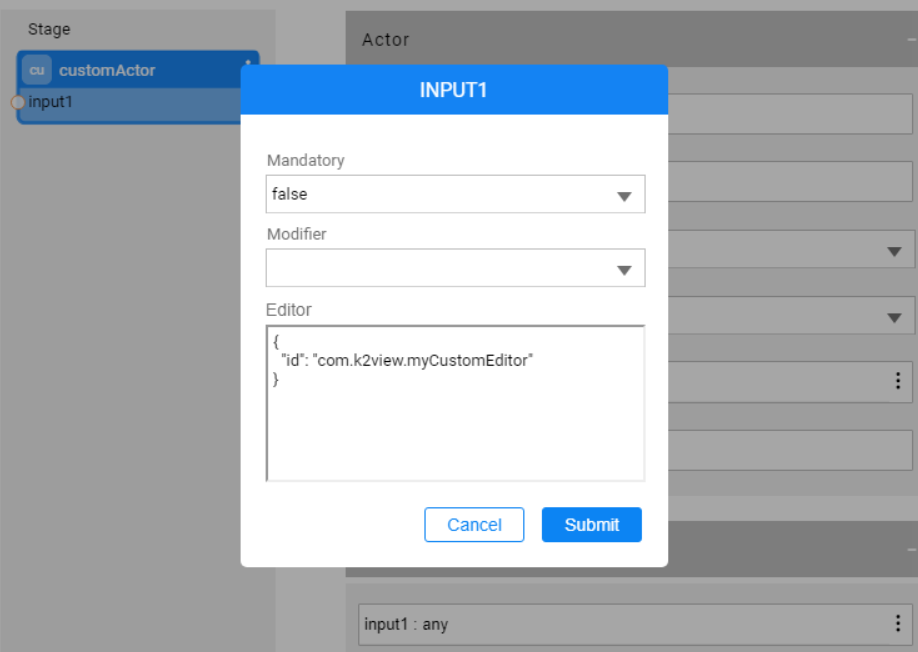 Stage
cu customActor
input1
Actor
INPUT1
Mandatory
false
Modifier
Editor
{
"id": "com.k2view.myCustomEditor"
}
Cancel Submit
input1 : any